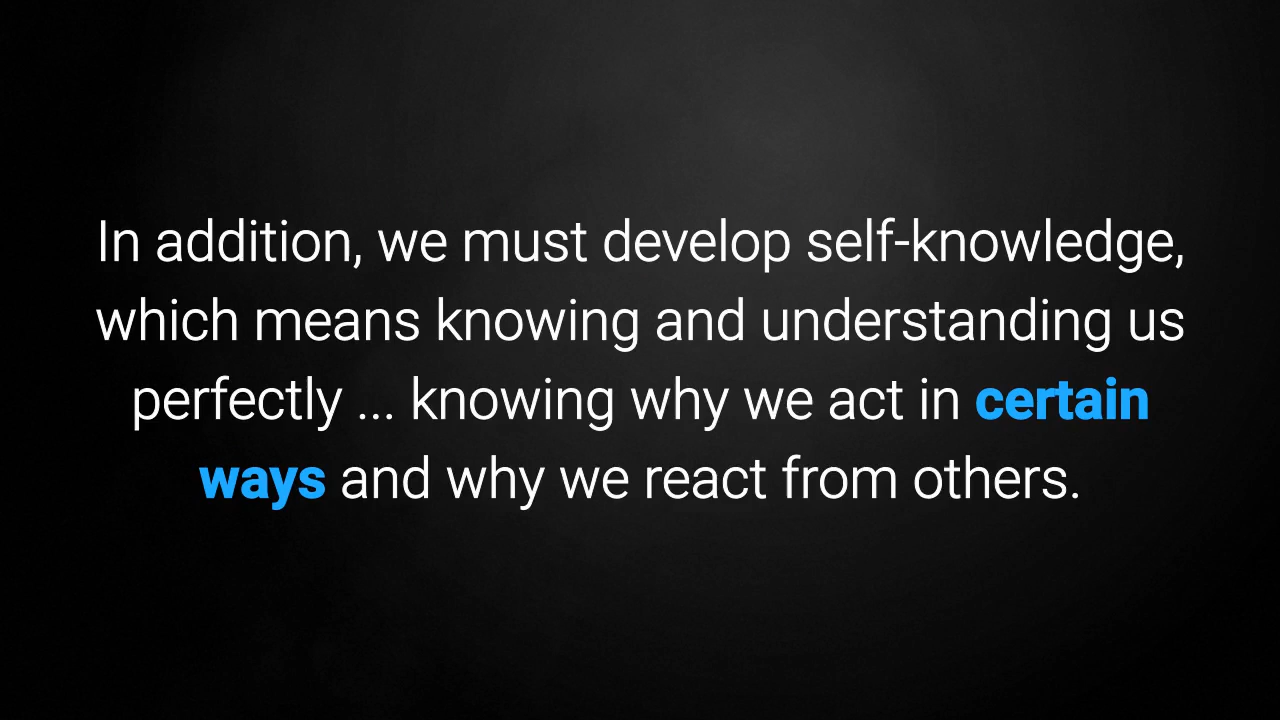 In addition, we must develop self-knowledge,
which means knowing and understanding us
perfectly ... knowing why we act in certain
ways and why we react from others.